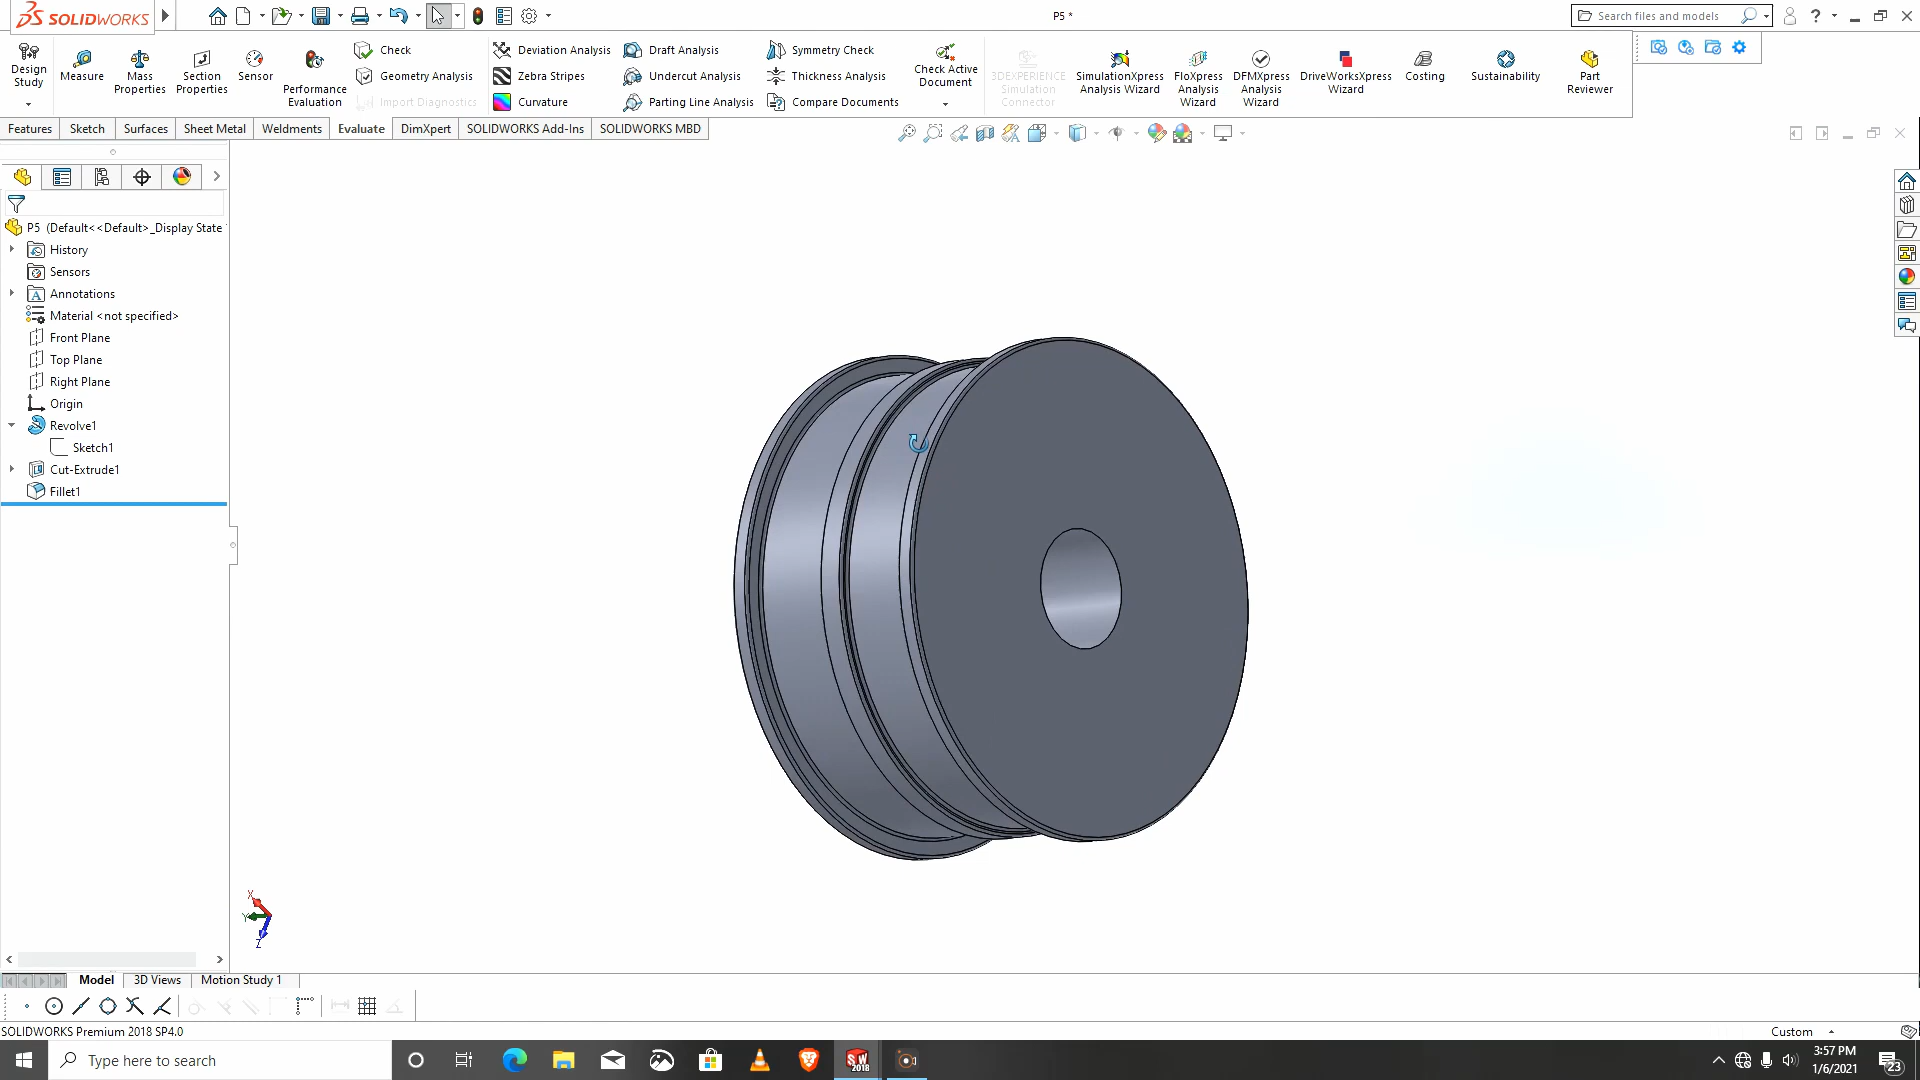 SOLIDWORKS
P5 *
Search files and models
Design Study
Measure
Mass Properties
Section Properties
Sensor
Performance Evaluation
Check
Geometry Analysis
Import Diagnostics
Deviation Analysis
Zebra Stripes
Curvature
Draft Analysis
Undercut Analysis
Parting Line Analysis
Symmetry Check
Thickness Analysis
Compare Documents
Check Active Document
3DEXPERIENCE Simulation Connector
SimulationXpress Analysis Wizard
FloXpress Analysis Wizard
DFMXpress Analysis Wizard
DriveWorksXpress Wizard
Costing
Sustainability
Part Reviewer
Features Sketch Surfaces Sheet Metal Weldments Evaluate DimXpert SOLIDWORKS Add-Ins SOLIDWORKS MBD
P5 (Default<<Default>_Display State
History
Sensors
Annotations
Material <not specified>
Front Plane
Top Plane
Right Plane
Origin
Revolve1
Sketch1
Cut-Extrude1
Fillet1
X
Y
Z
Model 3D Views Motion Study 1
SOLIDWORKS Premium 2018 SP4.0
Custom
Type here to search
SW 2018
3:57 PM
1/6/2021
23